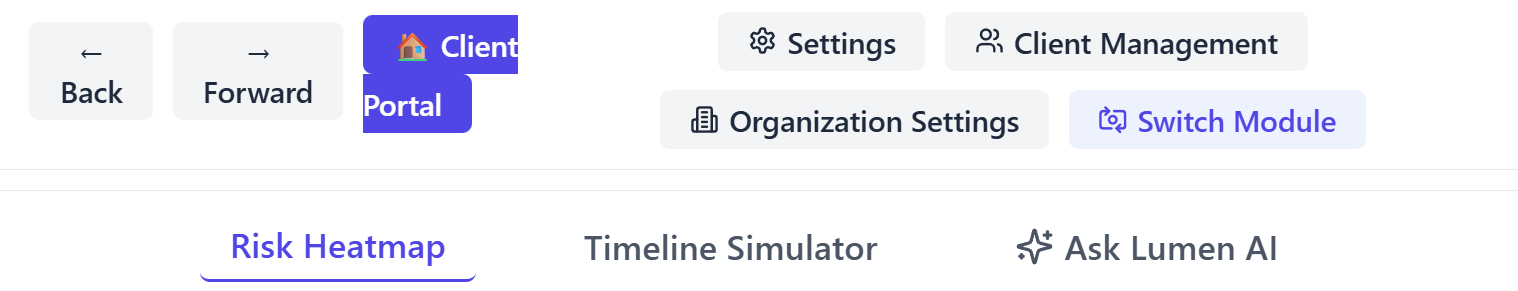 ← Back
→ Forward
🏠 Client
Portal
Settings
Client Management
Organization Settings
Switch Module
Risk Heatmap
Timeline Simulator
Ask Lumen AI